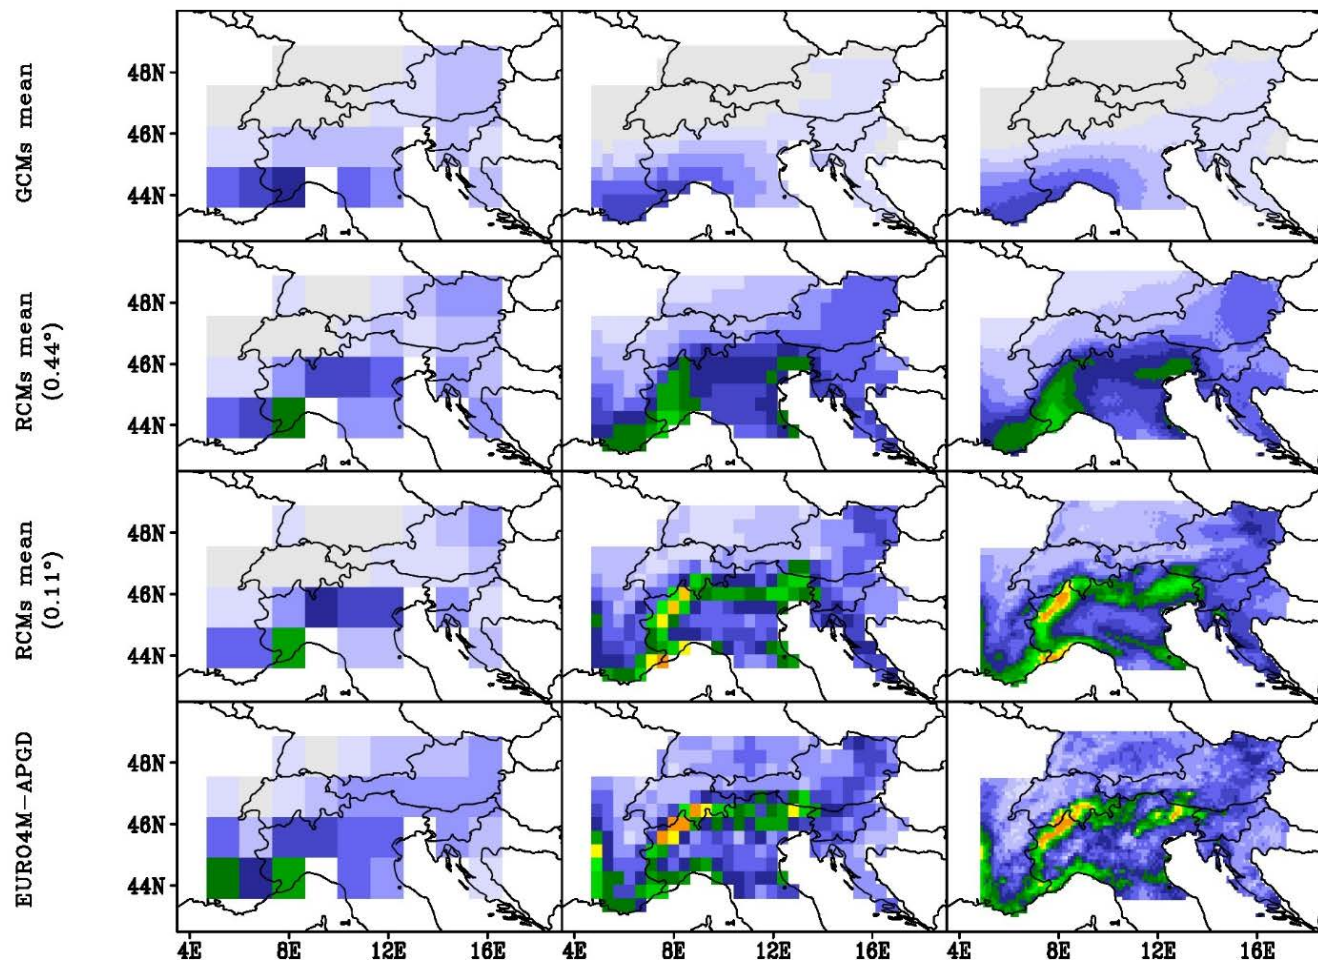 GCMs mean
48N
46N
44N
RCMs mean
(0.44°)
48N
46N
44N
RCMs mean
(0.11°)
48N
46N
44N
EURO4M-APGD
48N
46N
44N
4E 8E 12E 16E 4E 8E 12E 16E 4E 8E 12E 16E